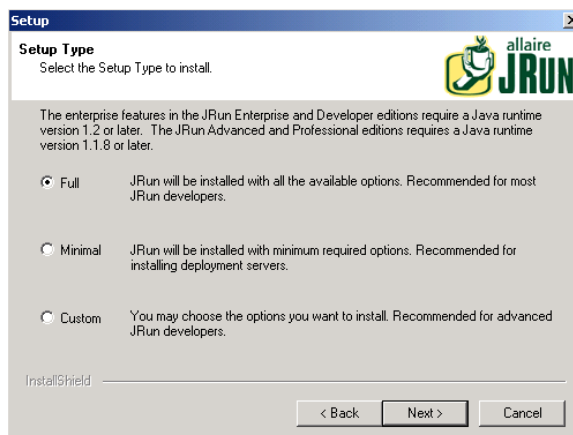 Setup
Setup Type
Select the Setup Type to install.
allaire
JRUN
The enterprise features in the JRun Enterprise and Developer editions require a Java runtime
version 1.2 or later. The JRun Advanced and Professional editions requires a Java runtime
version 1.1.8 or later.
Full
JRun will be installed with all the available options. Recommended for most
JRun developers.
Minimal
JRun will be installed with minimum required options. Recommended for
installing deployment servers.
Custom
You may choose the options you want to install. Recommended for advanced
JRun developers.
InstallShield
< Back
Next >
Cancel